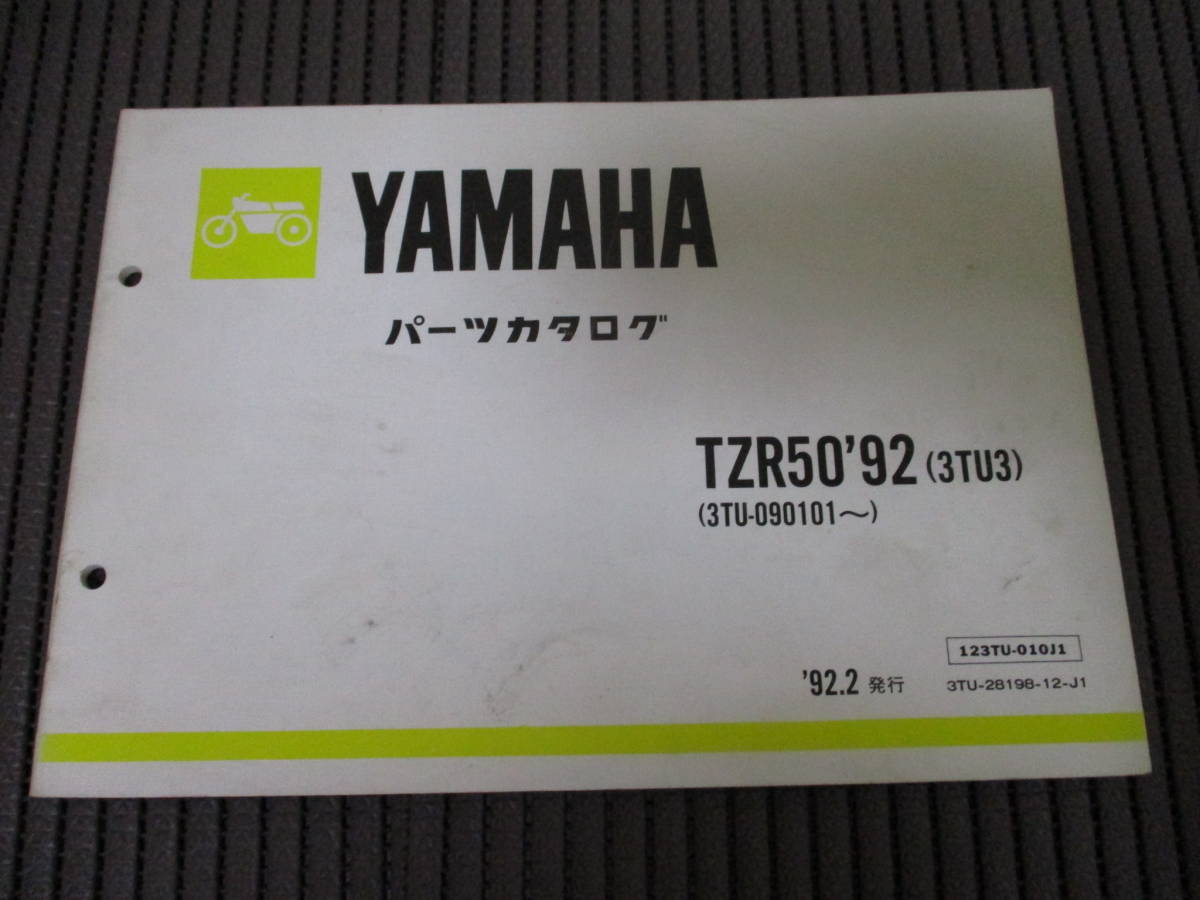 YAMAHA
パーツカタログ
TZR50'92 (3TU3)
(3TU-090101〜)
123TU-010J1
'92.2 発行
3TU-28198-12-J1